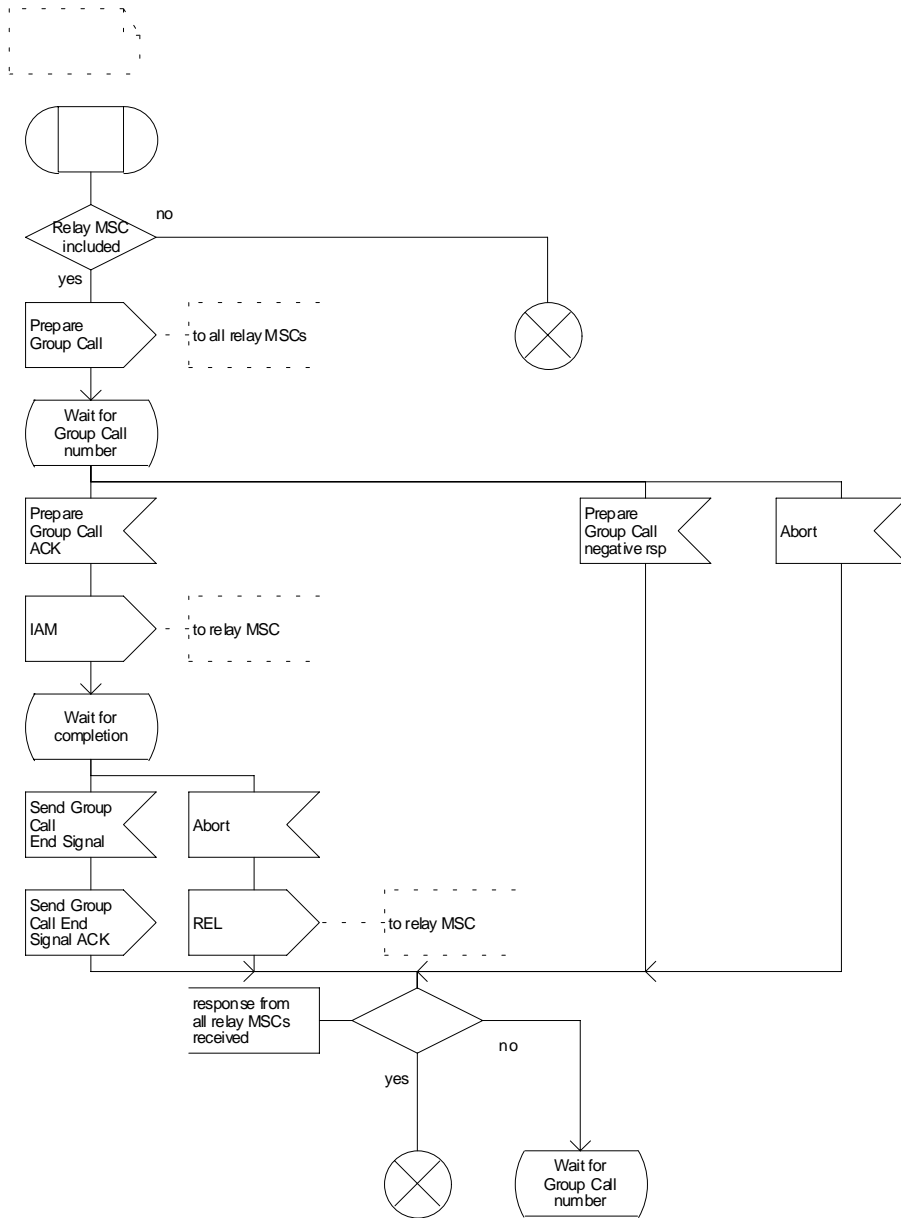 Relay MSC
included
no
yes
Prepare
Group Call
to all relay MSCs
Wait for
Group Call
number
Prepare
Group Call
ACK
Prepare
Group Call
negative rsp
Abort
IAM
to relay MSC
Wait for
completion
Send Group
Call
End Signal
Abort
Send Group
Call End
Signal ACK
REL
to relay MSC
response from
all relay MSCs
received
no
yes
Wait for
Group Call
number